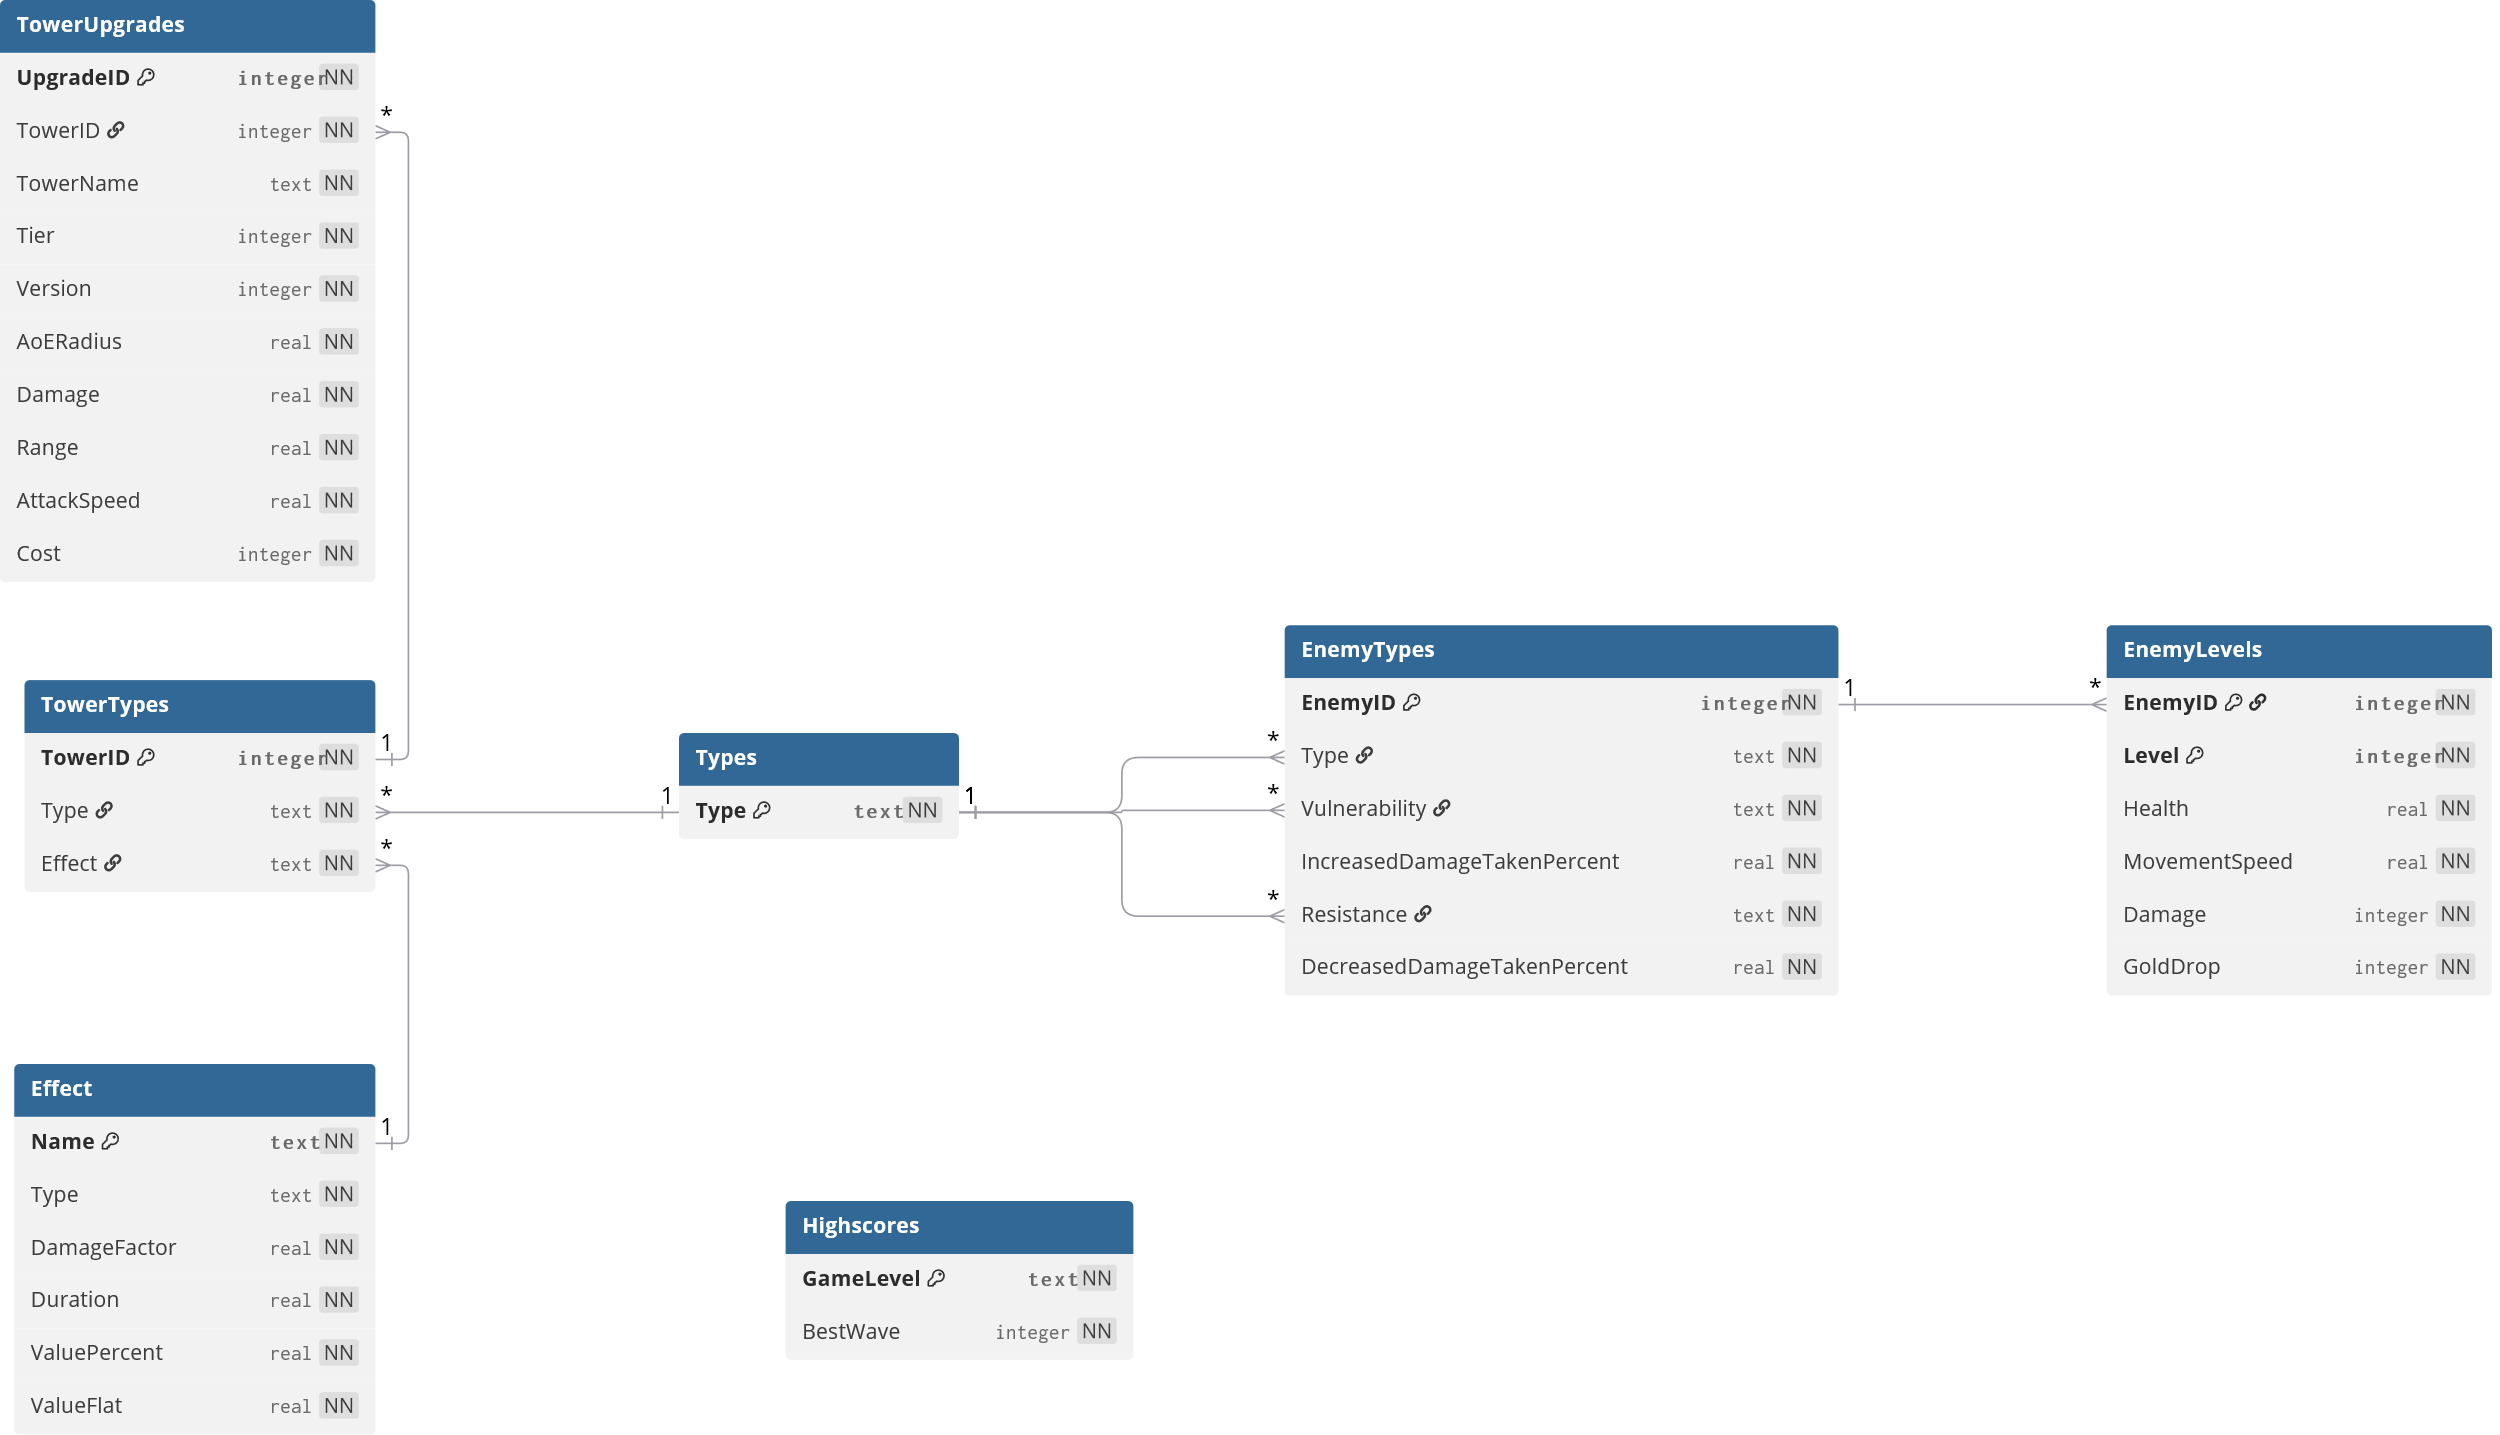 TowerUpgrades
UpgradeID integer NN
TowerID integer NN
TowerName text NN
Tier integer NN
Version integer NN
AoERadius real NN
Damage real NN
Range real NN
AttackSpeed real NN
Cost integer NN
*
1
TowerTypes
TowerID integer NN
Type text NN
Effect text NN
*
1
*
1
Effect
Name text NN
Type text NN
DamageFactor real NN
Duration real NN
ValuePercent real NN
ValueFlat real NN
Types
Type text NN
1
*
*
*
EnemyTypes
EnemyID integer NN
Type text NN
Vulnerability text NN
IncreasedDamageTakenPercent real NN
Resistance text NN
DecreasedDamageTakenPercent real NN
1
*
EnemyLevels
EnemyID integer NN
Level integer NN
Health real NN
MovementSpeed real NN
Damage integer NN
GoldDrop integer NN
Highscores
GameLevel text NN
BestWave integer NN